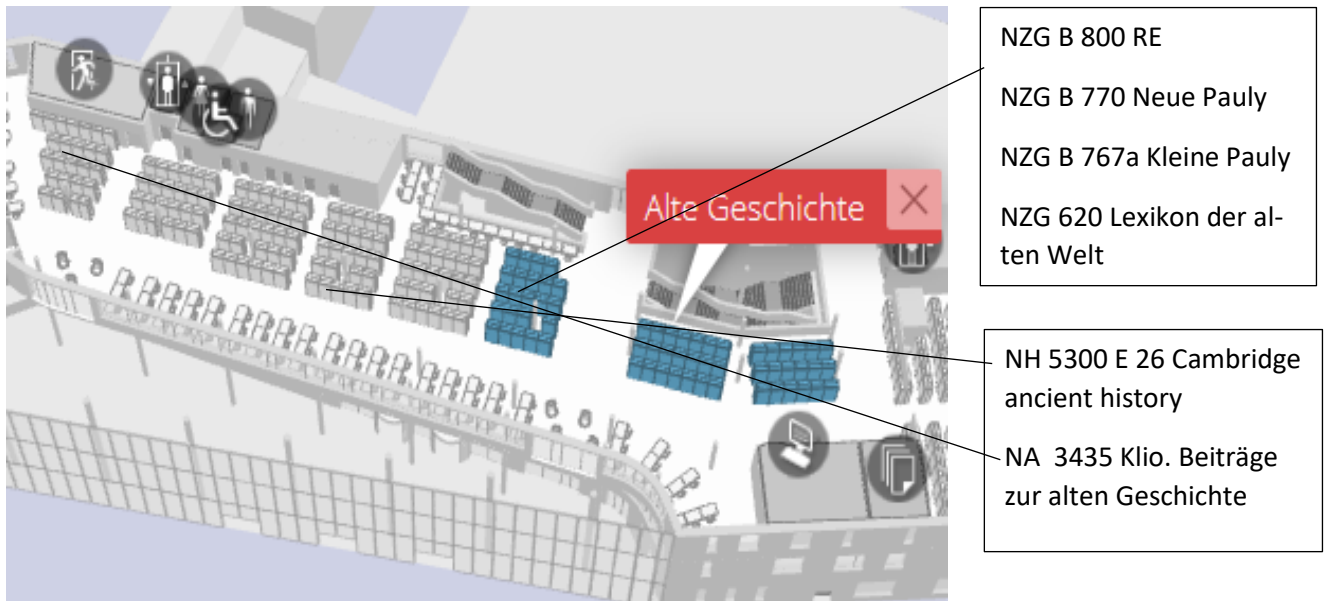 Alte Geschichte
NZG B 800 RE
NZG B 770 Neue Pauly
NZG B 767a Kleine Pauly
NZG 620 Lexikon der al-
ten Welt
NH 5300 E 26 Cambridge
ancient history
NA 3435 Klio. Beiträge
zur alten Geschichte